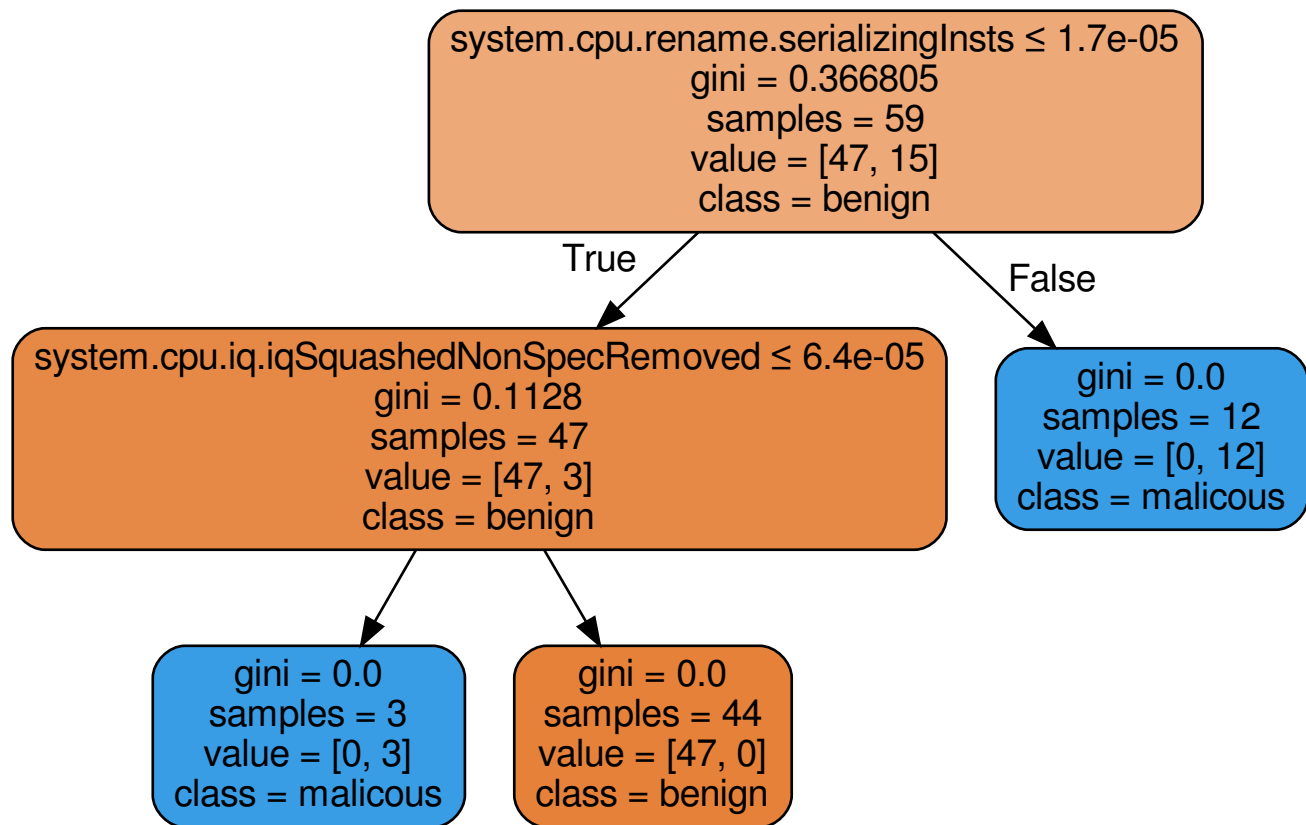 system.cpu.rename.serializingInsts ≤ 1.7e-05
gini = 0.366805
samples = 59
value = [47, 15]
class = benign
True
False
system.cpu.iq.iqSquashedNonSpecRemoved ≤ 6.4e-05
gini = 0.1128
samples = 47
value = [47, 3]
class = benign
gini = 0.0
samples = 12
value = [0, 12]
class = malicous
gini = 0.0
samples = 3
value = [0, 3]
class = malicous
gini = 0.0
samples = 44
value = [47, 0]
class = benign